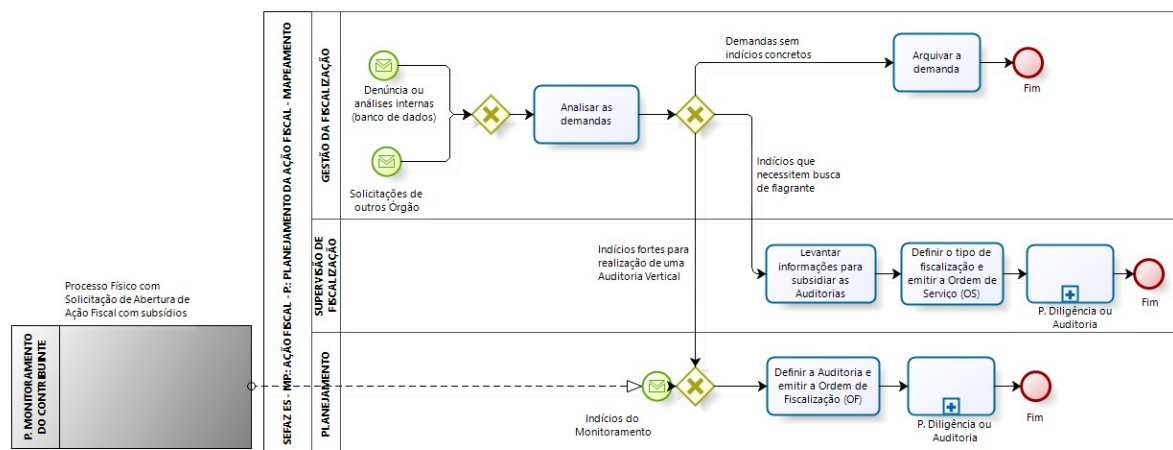 SEFAZ ES - MP.: AÇÃO FISCAL - P.: PLANEJAMENTO DA AÇÃO FISCAL - MAPEAMENTO
GESTÃO DA FISCALIZAÇÃO
Denúncia ou
análises internas
(banco de dados)
Solicitações de
outros Órgão
Analisar as
demandas
Demandas sem
indícios concretos
Arquivar a
demanda
Fim
Indícios que
necessitem busca
de flagrante
Indícios fortes para
realização de uma
Auditoria Vertical
SUPERVISÃO DE
FISCALIZAÇÃO
Levantar
informações para
subsidiar as
Auditorias
Definir o tipo de
fiscalização e
emitir a Ordem de
Serviço (OS)
P. Diligência ou
Auditoria
Fim
Processo Físico com
Solicitação de Abertura de
Ação Fiscal com subsídios
P. MONITORAMENTO
DO CONTRIBUINTE
PLANEJAMENTO
Indícios do
Monitoramento
Definir a Auditoria e
emitir a Ordem de
Fiscalização (OF)
P. Diligência ou
Auditoria
Fim